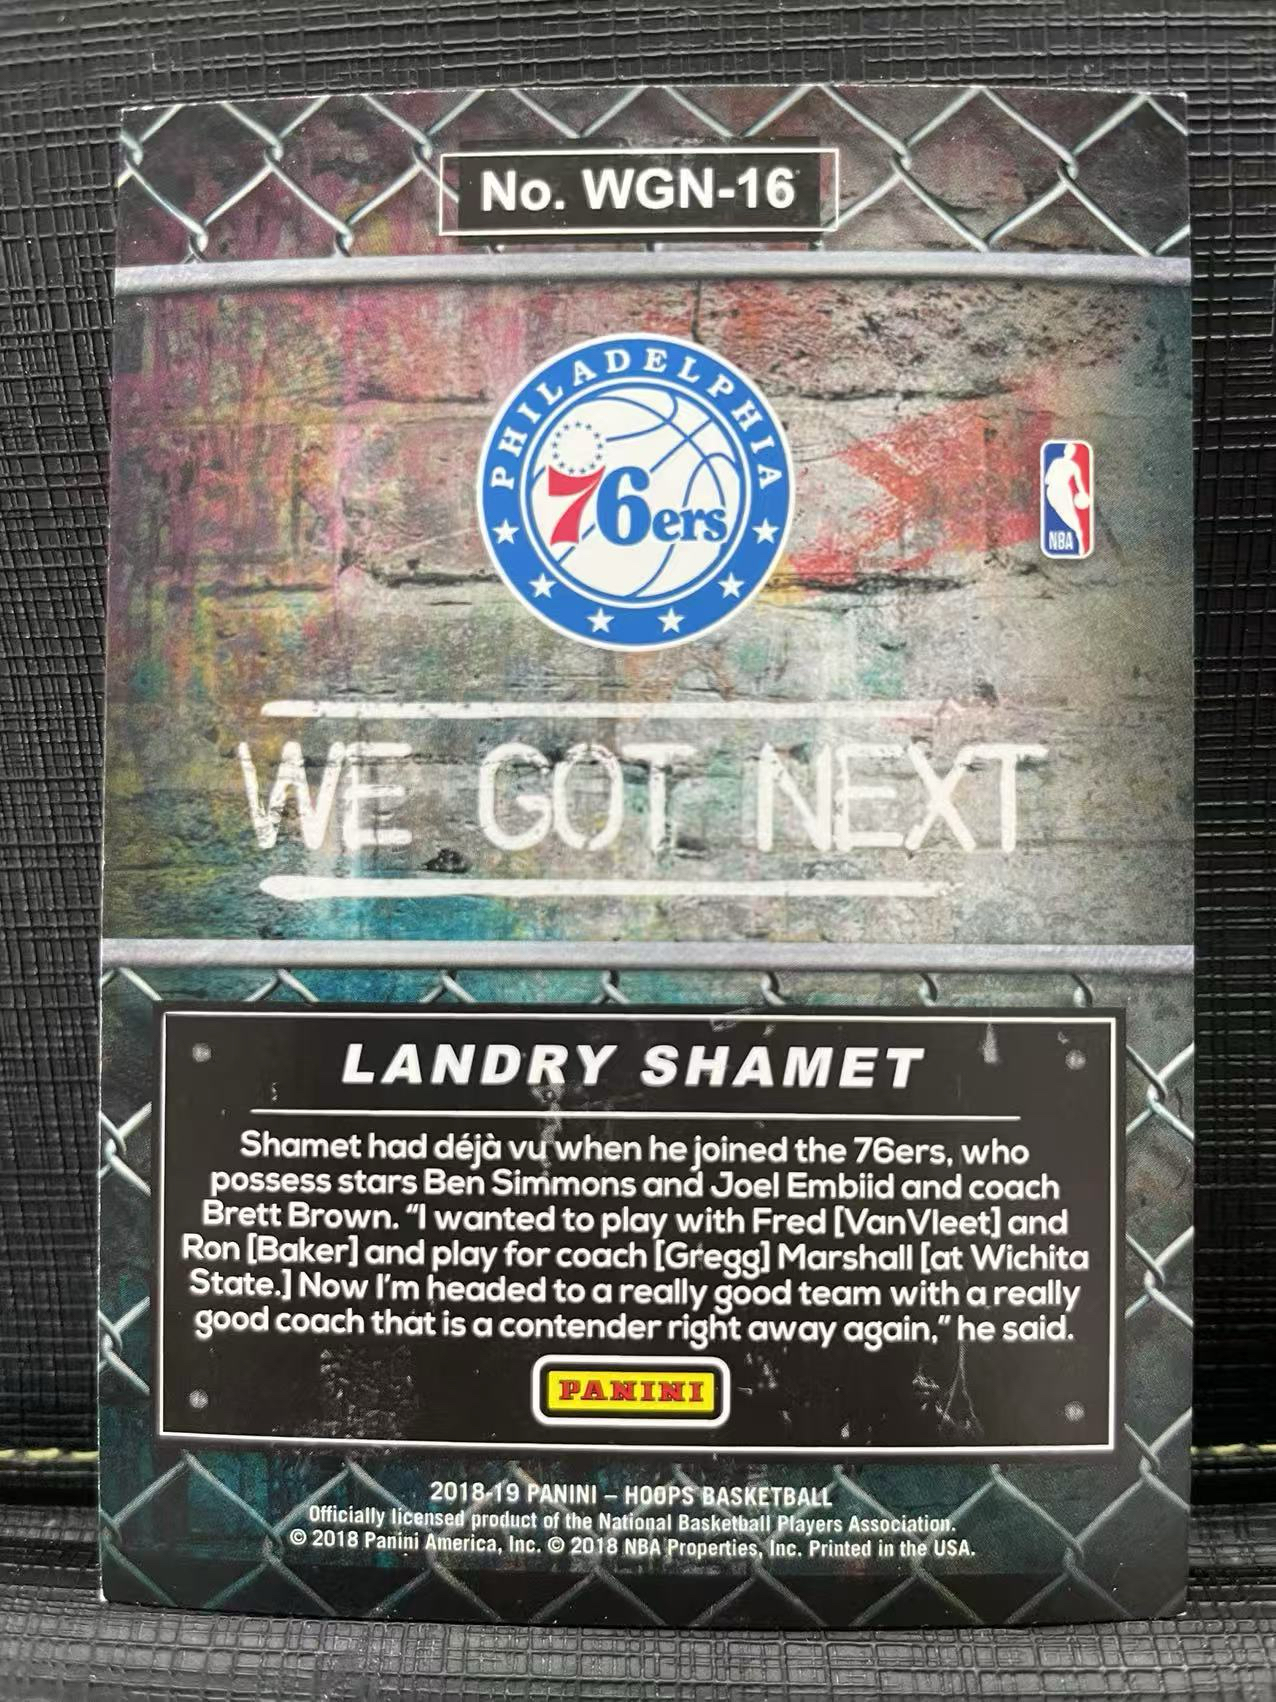 No. WGN-16
PHILADELPHIA
76ers
NBA
WE GOT NEXT
LANDRY SHAMET
Shamet had déjà vu when he joined the 76ers, who
possess stars Ben Simmons and Joel Embiid and coach
Brett Brown. “I wanted to play with Fred [VanVleet] and
Ron [Baker] and play for coach [Gregg] Marshall [at Wichita
State.] Now I’m headed to a really good team with a really
good coach that is a contender right away again,” he said.
PANINI
2018-19 PANINI – HOOPS BASKETBALL
Officially licensed product of the National Basketball Players Association.
© 2018 Panini America, Inc. © 2018 NBA Properties, Inc. Printed in the USA.